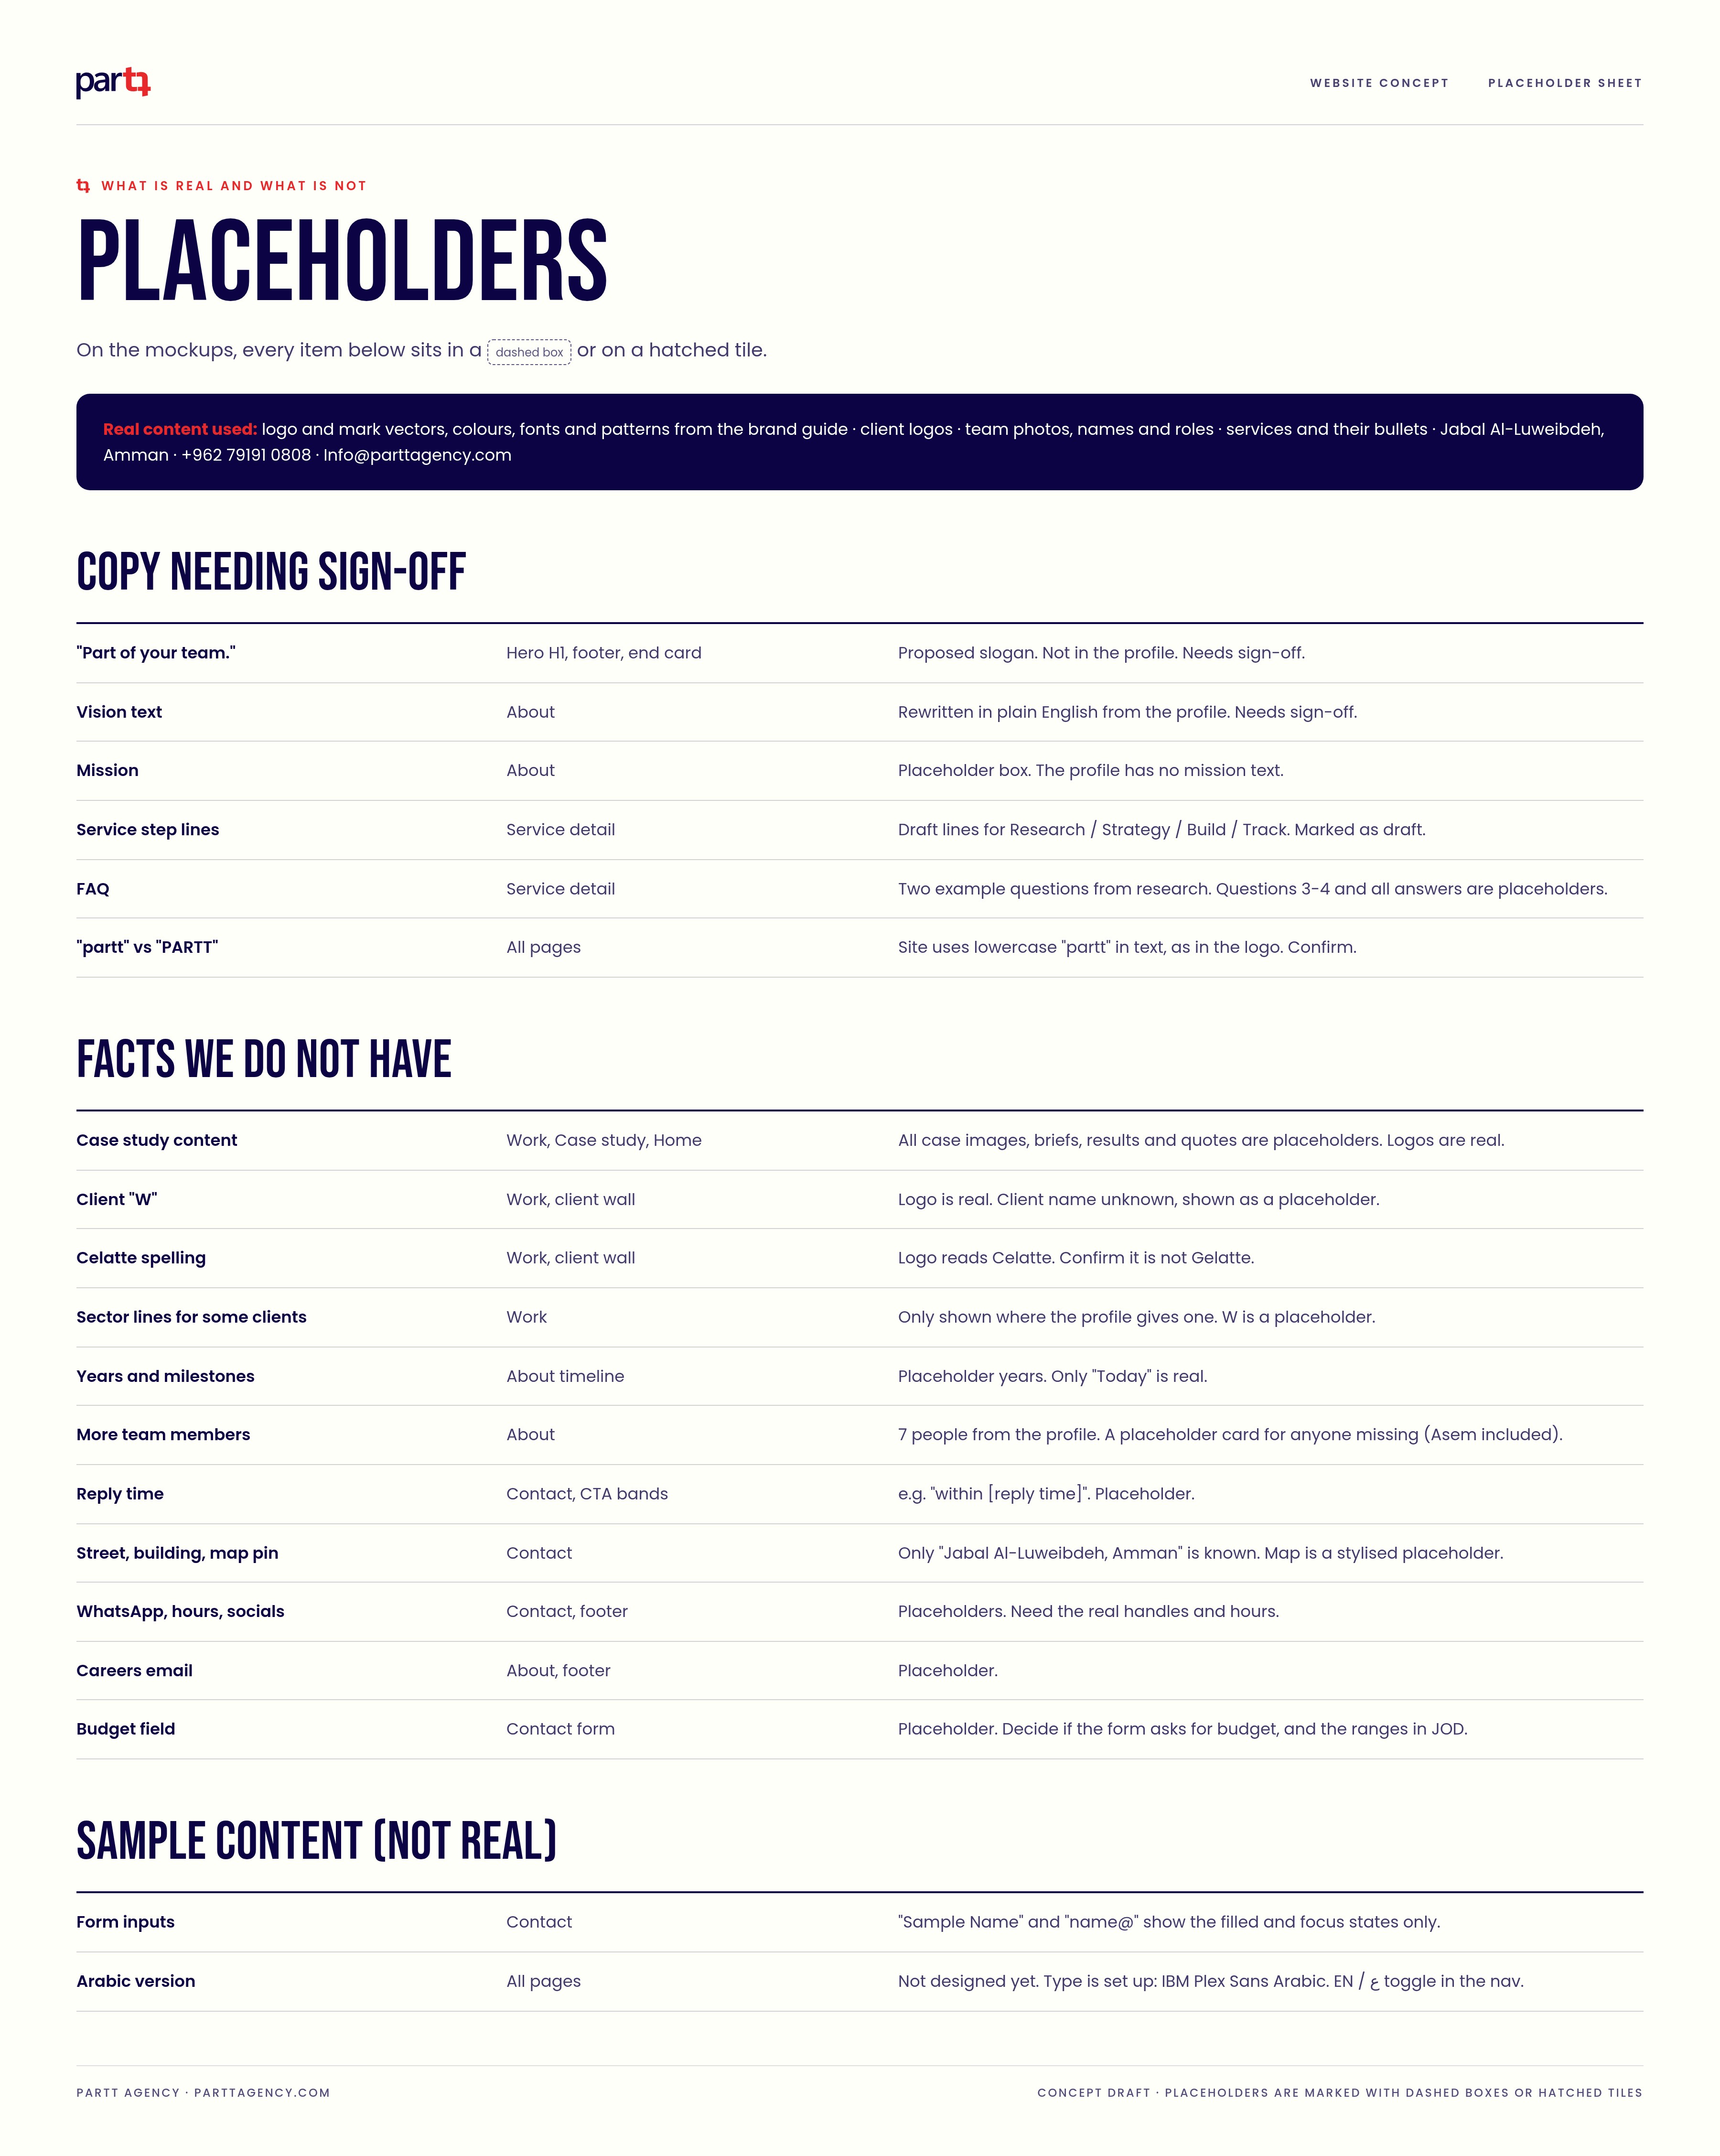 partt
WEBSITE CONCEPT PLACEHOLDER SHEET
WHAT IS REAL AND WHAT IS NOT
PLACEHOLDERS
On the mockups, every item below sits in a dashed box or on a hatched tile.
Real content used: logo and mark vectors, colours, fonts and patterns from the brand guide · client logos · team photos, names and roles · services and their bullets · Jabal Al-Luweibdeh,
Amman · +962 79191 0808 · Info@parttagency.com
COPY NEEDING SIGN-OFF
"Part of your team." Hero H1, footer, end card Proposed slogan. Not in the profile. Needs sign-off.
Vision text About Rewritten in plain English from the profile. Needs sign-off.
Mission About Placeholder box. The profile has no mission text.
Service step lines Service detail Draft lines for Research / Strategy / Build / Track. Marked as draft.
FAQ Service detail Two example questions from research. Questions 3-4 and all answers are placeholders.
"partt" vs "PARTT" All pages Site uses lowercase "partt" in text, as in the logo. Confirm.
FACTS WE DO NOT HAVE
Case study content Work, Case study, Home All case images, briefs, results and quotes are placeholders. Logos are real.
Client "W" Work, client wall Logo is real. Client name unknown, shown as a placeholder.
Celatte spelling Work, client wall Logo reads Celatte. Confirm it is not Gelatte.
Sector lines for some clients Work Only shown where the profile gives one. W is a placeholder.
Years and milestones About timeline Placeholder years. Only "Today" is real.
More team members About 7 people from the profile. A placeholder card for anyone missing (Asem included).
Reply time Contact, CTA bands e.g. "within [reply time]". Placeholder.
Street, building, map pin Contact Only "Jabal Al-Luweibdeh, Amman" is known. Map is a stylised placeholder.
WhatsApp, hours, socials Contact, footer Placeholders. Need the real handles and hours.
Careers email About, footer Placeholder.
Budget field Contact form Placeholder. Decide if the form asks for budget, and the ranges in JOD.
SAMPLE CONTENT (NOT REAL)
Form inputs Contact "Sample Name" and "name@" show the filled and focus states only.
Arabic version All pages Not designed yet. Type is set up: IBM Plex Sans Arabic. EN / ع toggle in the nav.
PARTT AGENCY · PARTTAGENCY.COM CONCEPT DRAFT · PLACEHOLDERS ARE MARKED WITH DASHED BOXES OR HATCHED TILES